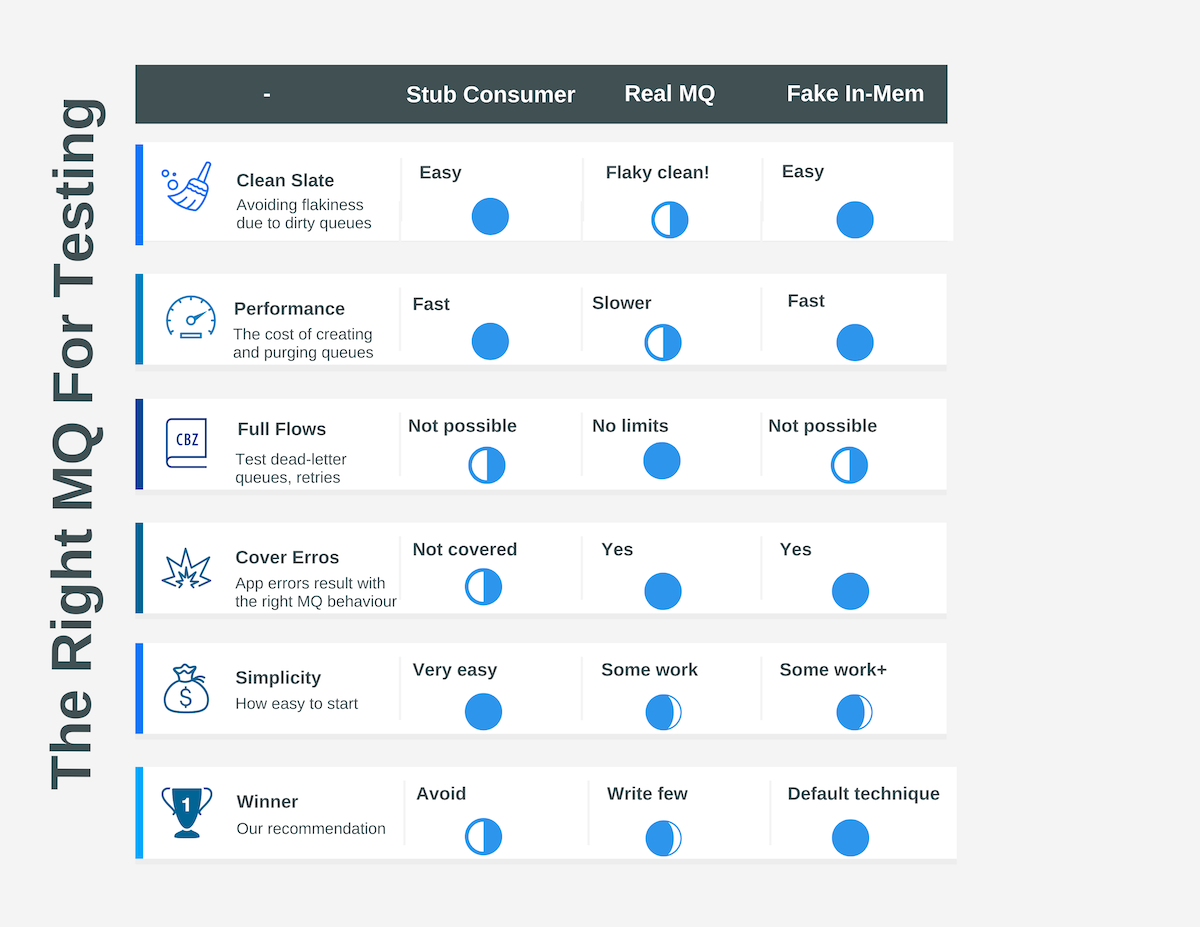 The Right MQ For Testing
-
Stub Consumer
Real MQ
Fake In-Mem
Clean Slate
Avoiding flakiness
due to dirty queues
Easy
Flaky clean!
Easy
Performance
The cost of creating
and purging queues
Fast
Slower
Fast
CBZ
Full Flows
Test dead-letter
queues, retries
Not possible
No limits
Not possible
Cover Erros
App errors result with
the right MQ behaviour
Not covered
Yes
Yes
$
Simplicity
How easy to start
Very easy
Some work
Some work+
1
Winner
Our recommendation
Avoid
Write few
Default technique